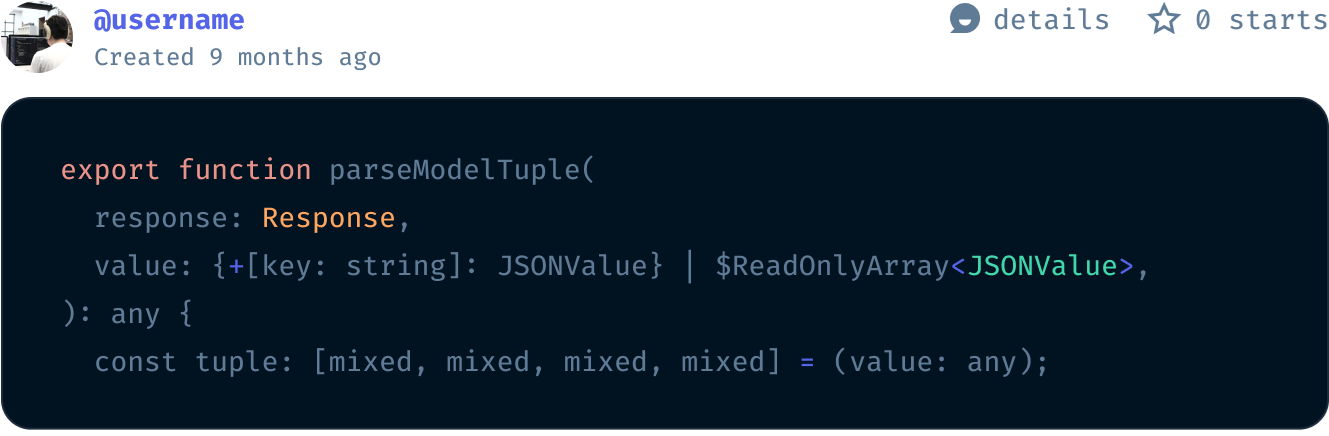 @username
details
0 starts
Created 9 months ago
export function parseModelTuple(
  response: Response,
  value: {+[key: string]: JSONValue} | $ReadOnlyArray<JSONValue>,
): any {
  const tuple: [mixed, mixed, mixed, mixed] = (value: any);